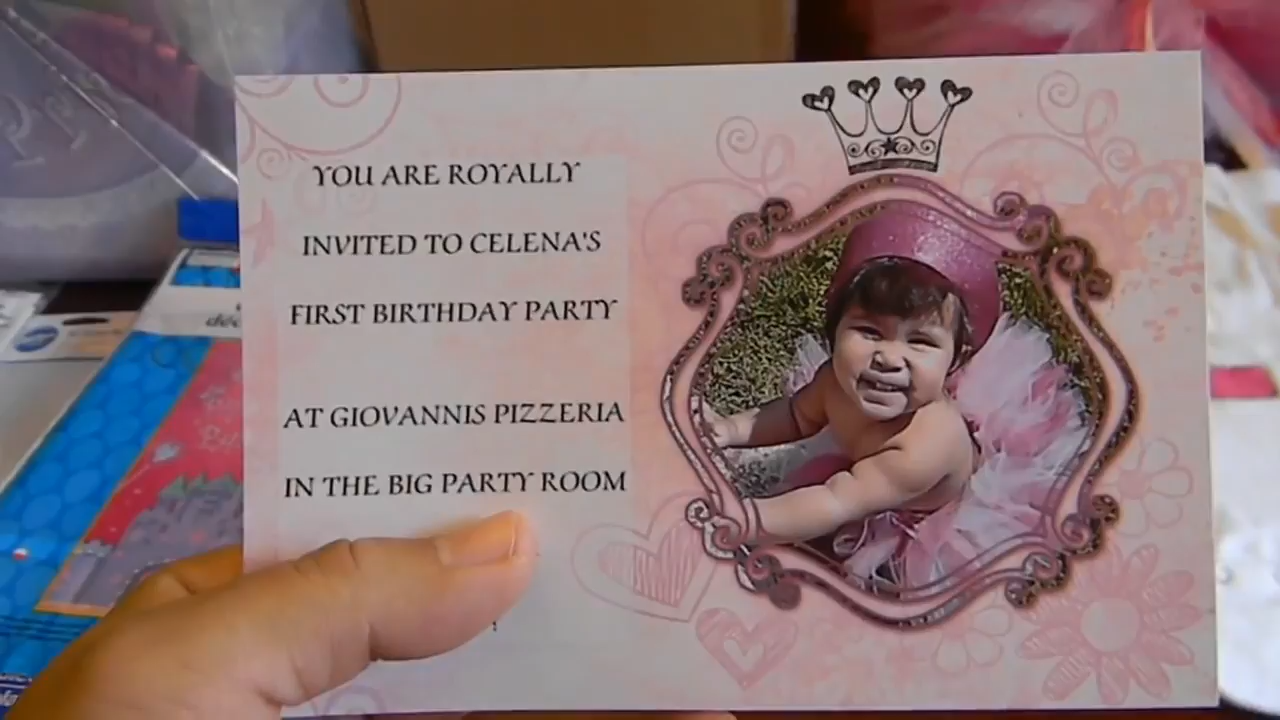 YOU ARE ROYALLY
INVITED TO CELENA'S
FIRST BIRTHDAY PARTY
AT GIOVANNIS PIZZERIA
IN THE BIG PARTY ROOM